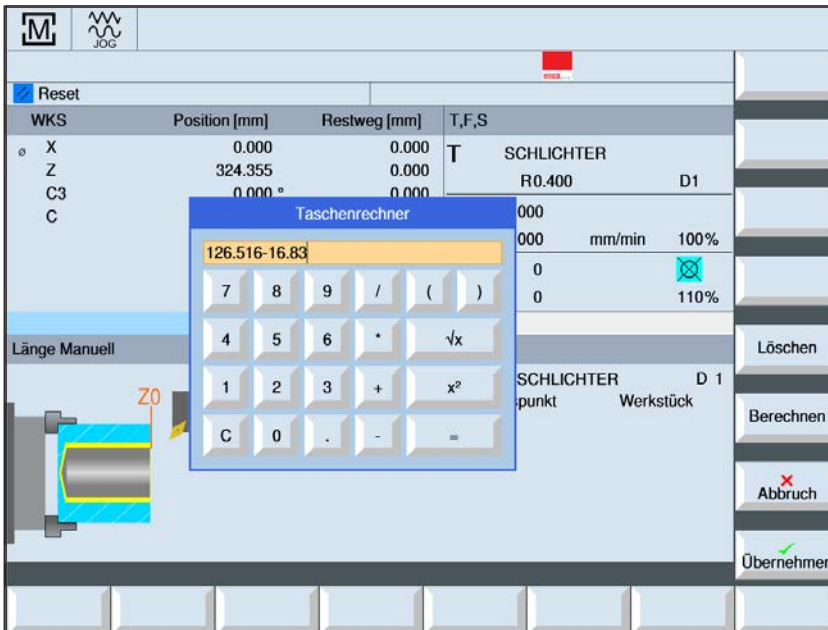 M JOG
Reset
WKS Position [mm] Restweg [mm] T,F,S
ø X 0.000 0.000 T SCHLICHTER
Z 324.355 0.000 R0.400 D1
C3 0.000 ° 0.000
C Taschenrechner 000
126.516-16.83 000 mm/min 100%
7 8 9 / ( ) 0
0 110%
4 5 6 * √x
Länge Manuell Löschen
1 2 3 + x² SCHLICHTER D 1
Z0 punkt Werkstück
Berechnen
C 0 . - =
Abbruch
Übernehmen